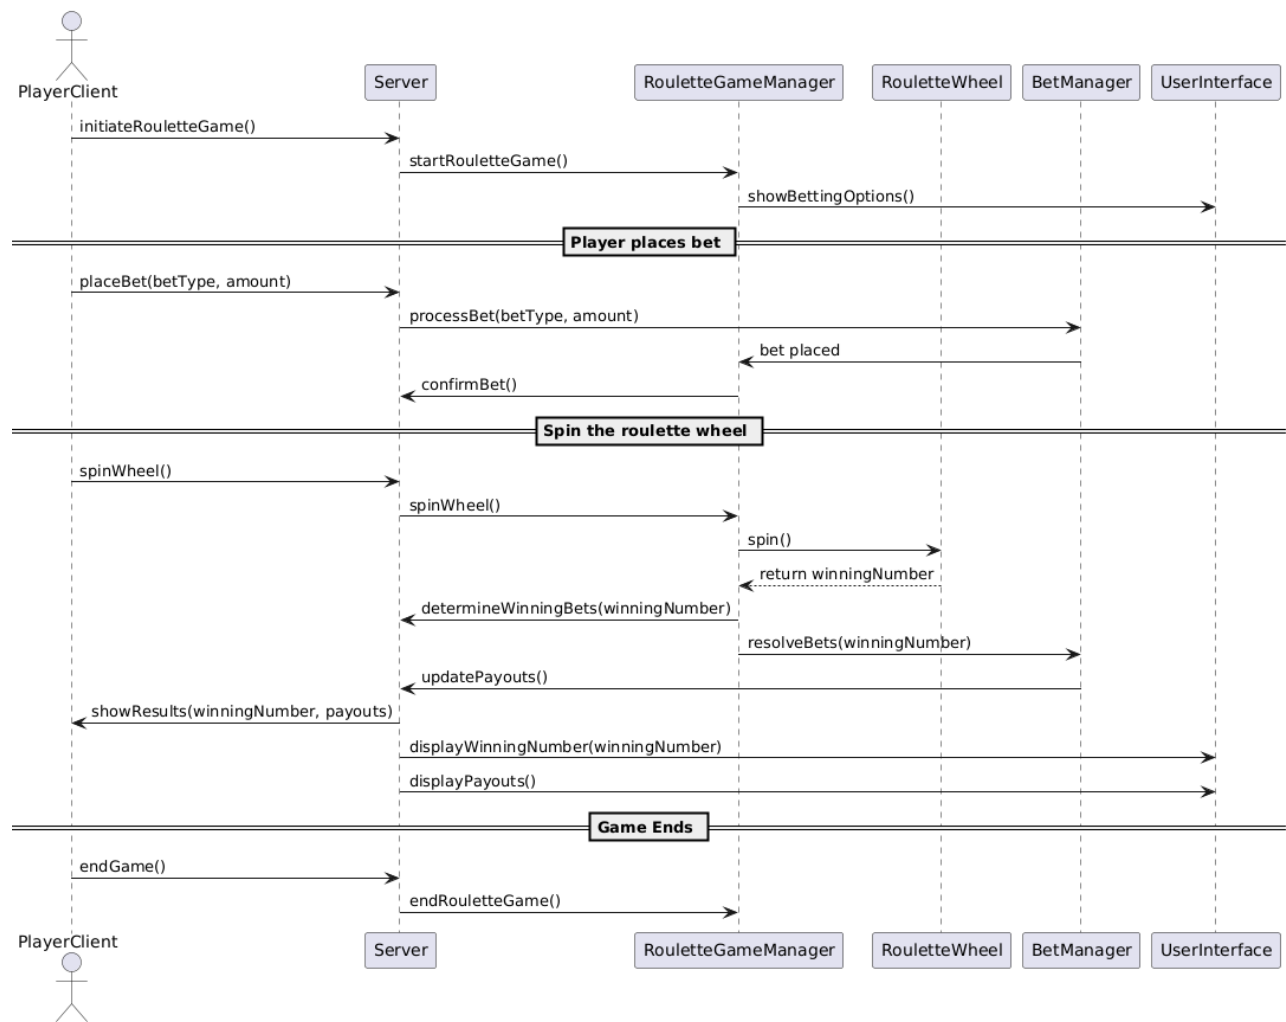 PlayerClient
Server
RouletteGameManager
RouletteWheel
BetManager
UserInterface
initiateRouletteGame()
startRouletteGame()
showBettingOptions()
Player places bet
placeBet(betType, amount)
processBet(betType, amount)
bet placed
confirmBet()
Spin the roulette wheel
spinWheel()
spinWheel()
spin()
return winningNumber
determineWinningBets(winningNumber)
resolveBets(winningNumber)
updatePayouts()
showResults(winningNumber, payouts)
displayWinningNumber(winningNumber)
displayPayouts()
Game Ends
endGame()
endRouletteGame()
PlayerClient
Server
RouletteGameManager
RouletteWheel
BetManager
UserInterface